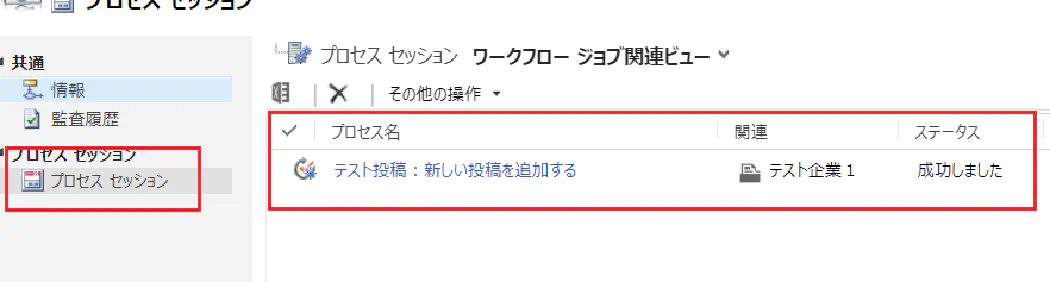 プロセス セッション
共通
情報
監査履歴
プロセス セッション
プロセス セッション
プロセス セッション ワークフロー ジョブ関連ビュー
その他の操作
プロセス名 関連 ステータス
テスト投稿 : 新しい投稿を追加する テスト企業 1 成功しました